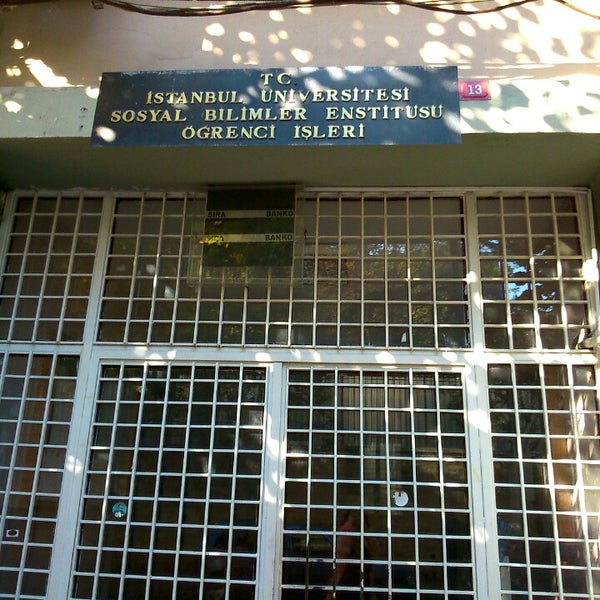 T C
İSTANBUL ÜNİVERSİTESİ
SOSYAL BİLİMLER ENSTİTÜSÜ
ÖĞRENCİ İŞLERİ
13
SIRA BANKO
BANKO